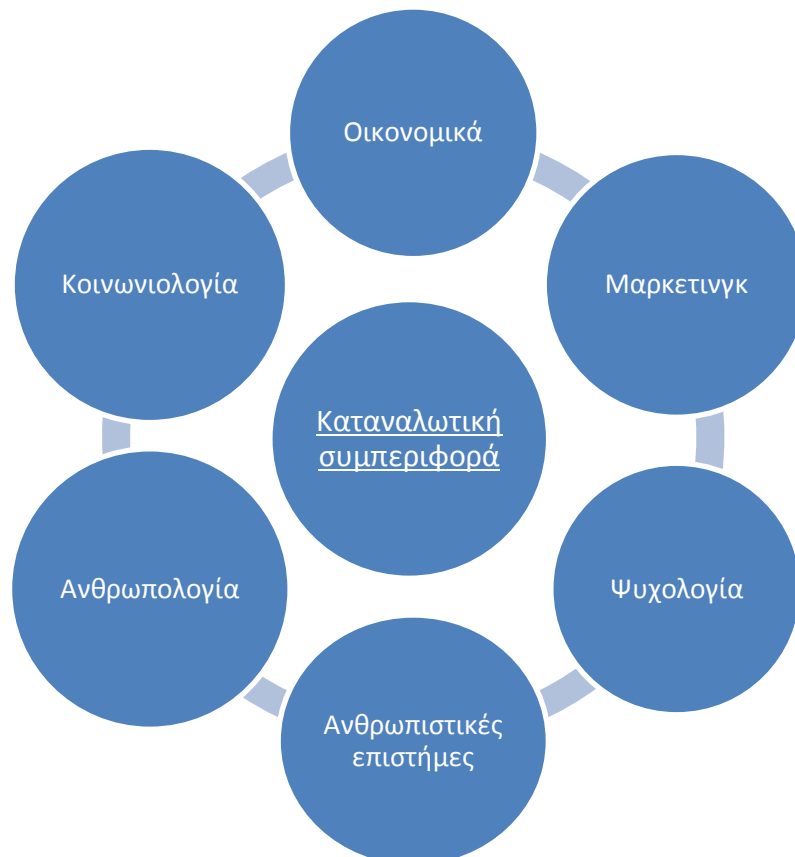 Οικονομικά
Μαρκετινγκ
Ψυχολογία
Ανθρωπιστικές
επιστήμες
Ανθρωπολογία
Κοινωνιολογία
Καταναλωτική
συμπεριφορά